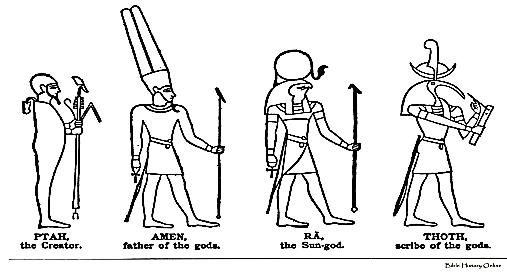 PTAH,
the Creator.
AMEN,
father of the gods.
RĀ,
the Sun-god.
THOTH,
scribe of the gods.
Bible History Online